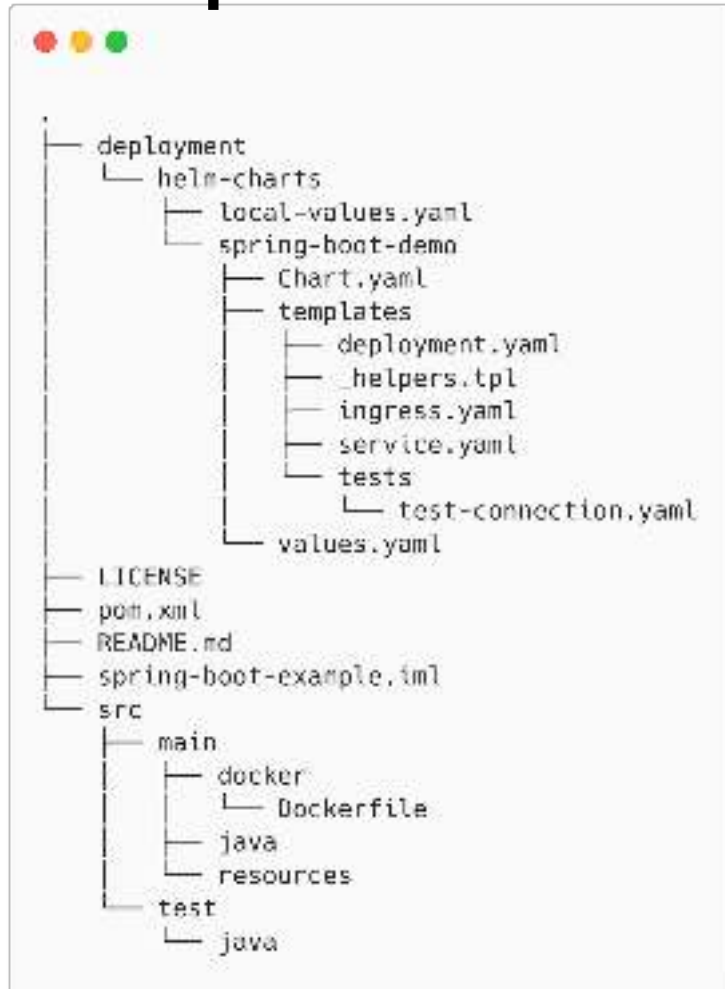 .
├── deployment
│   └── helm-charts
│       ├── local-values.yaml
│       └── spring-boot-demo
│           ├── Chart.yaml
│           ├── templates
│           │   ├── deployment.yaml
│           │   ├── _helpers.tpl
│           │   ├── ingress.yaml
│           │   ├── service.yaml
│           │   └── tests
│           │       └── test-connection.yaml
│           └── values.yaml
├── LICENSE
├── pom.xml
├── README.md
├── spring-boot-example.iml
└── src
    ├── main
    │   ├── docker
    │   │   └── Dockerfile
    │   ├── java
    │   └── resources
    └── test
        └── java